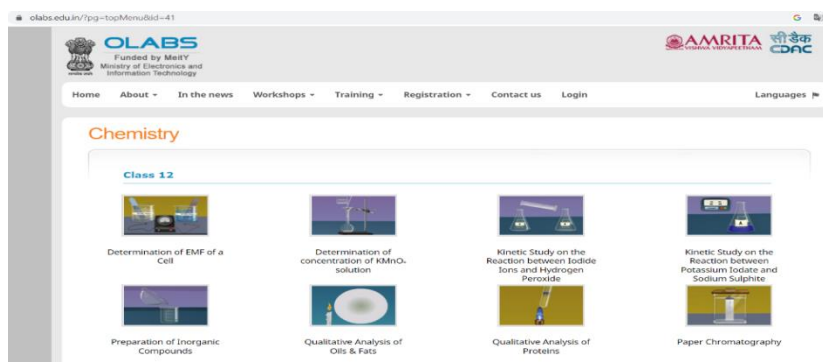 olabs.edu.in/?pg=topMenu&id=41
OLABS
Funded by MeitY
Ministry of Electronics and
Information Technology
AMRITA
VISHWA VIDYAPEETHAM
सी डैक
CDAC
Home About In the news Workshops Training Registration Contact us Login Languages
Chemistry
Class 12
Determination of EMF of a
Cell
Determination of
concentration of KMnO₄
solution
Kinetic Study on the
Reaction between Iodide
Ions and Hydrogen
Peroxide
Kinetic Study on the
Reaction between
Potassium Iodate and
Sodium Sulphite
Preparation of Inorganic
Compounds
Qualitative Analysis of
Oils & Fats
Qualitative Analysis of
Proteins
Paper Chromatography